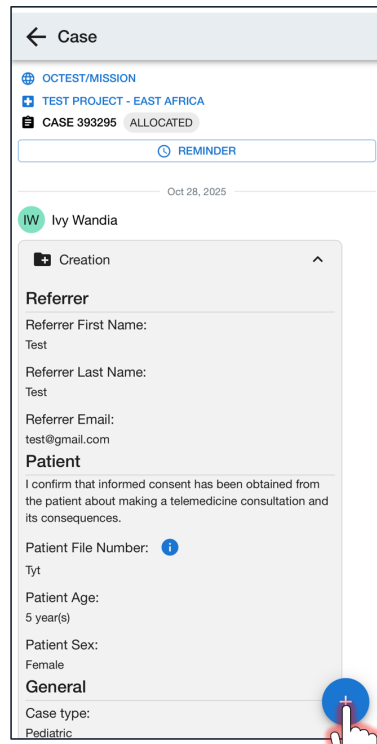 Case
OCTEST/MISSION
TEST PROJECT - EAST AFRICA
CASE 393295 ALLOCATED
REMINDER
Oct 28, 2025
IW Ivy Wandia
Creation
Referrer
Referrer First Name:
Test
Referrer Last Name:
Test
Referrer Email:
test@gmail.com
Patient
I confirm that informed consent has been obtained from
the patient about making a telemedicine consultation and
its consequences.
Patient File Number:
Tyt
Patient Age:
5 year(s)
Patient Sex:
Female
General
Case type:
Pediatric